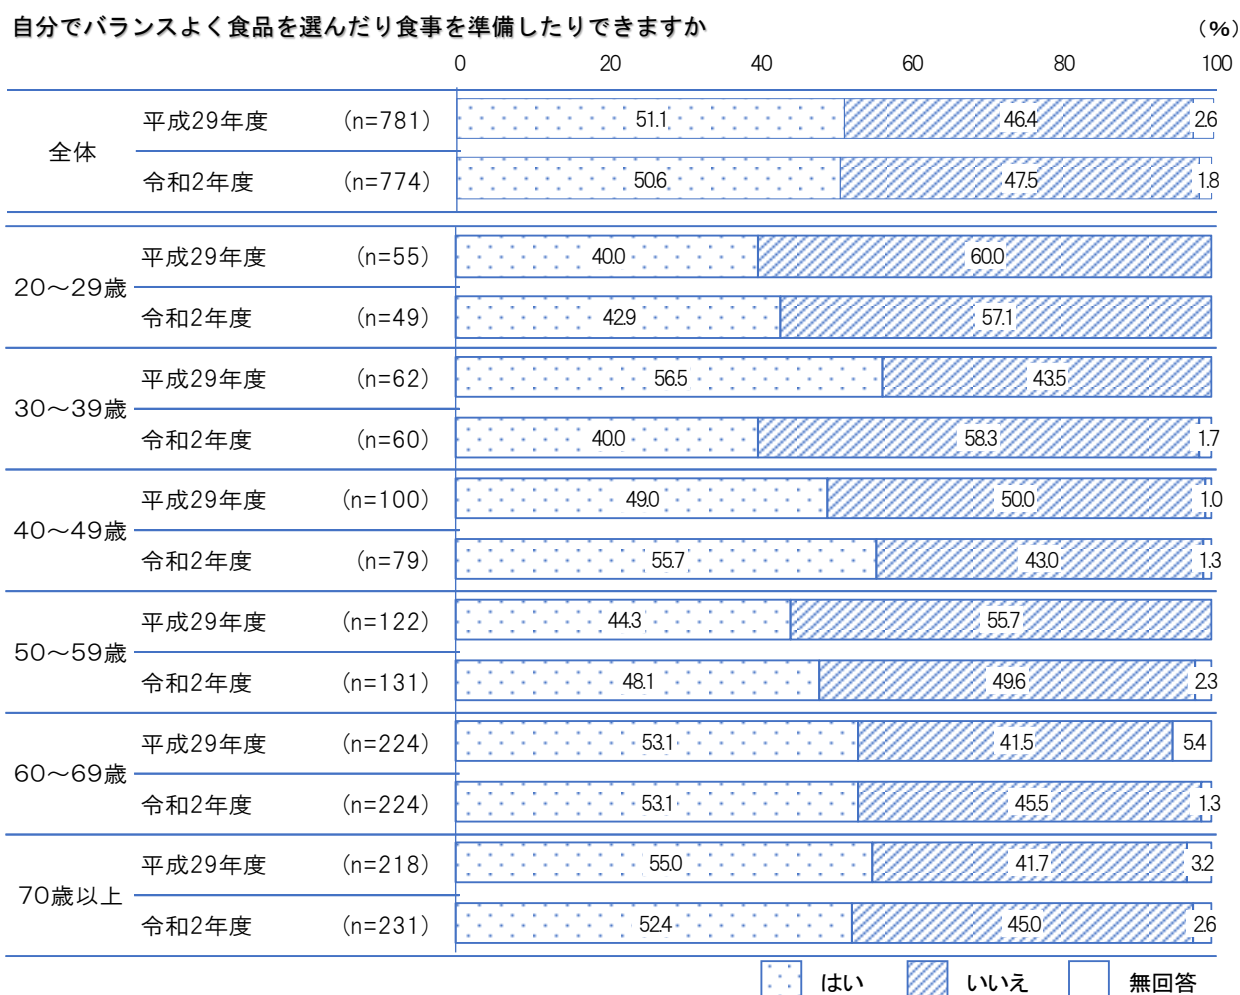 自分でバランスよく食品を選んだり食事を準備したりできますか
（%）
0 20 40 60 80 100
全体
平成29年度 (n=781) 51.1 46.4 2.6
令和2年度 (n=774) 50.6 47.5 1.8
20～29歳
平成29年度 (n=55) 40.0 60.0
令和2年度 (n=49) 42.9 57.1
30～39歳
平成29年度 (n=62) 56.5 43.5
令和2年度 (n=60) 40.0 58.3 1.7
40～49歳
平成29年度 (n=100) 49.0 50.0 1.0
令和2年度 (n=79) 55.7 43.0 1.3
50～59歳
平成29年度 (n=122) 44.3 55.7
令和2年度 (n=131) 48.1 49.6 2.3
60～69歳
平成29年度 (n=224) 53.1 41.5 5.4
令和2年度 (n=224) 53.1 45.5 1.3
70歳以上
平成29年度 (n=218) 55.0 41.7 3.2
令和2年度 (n=231) 52.4 45.0 2.6
はい いいえ 無回答